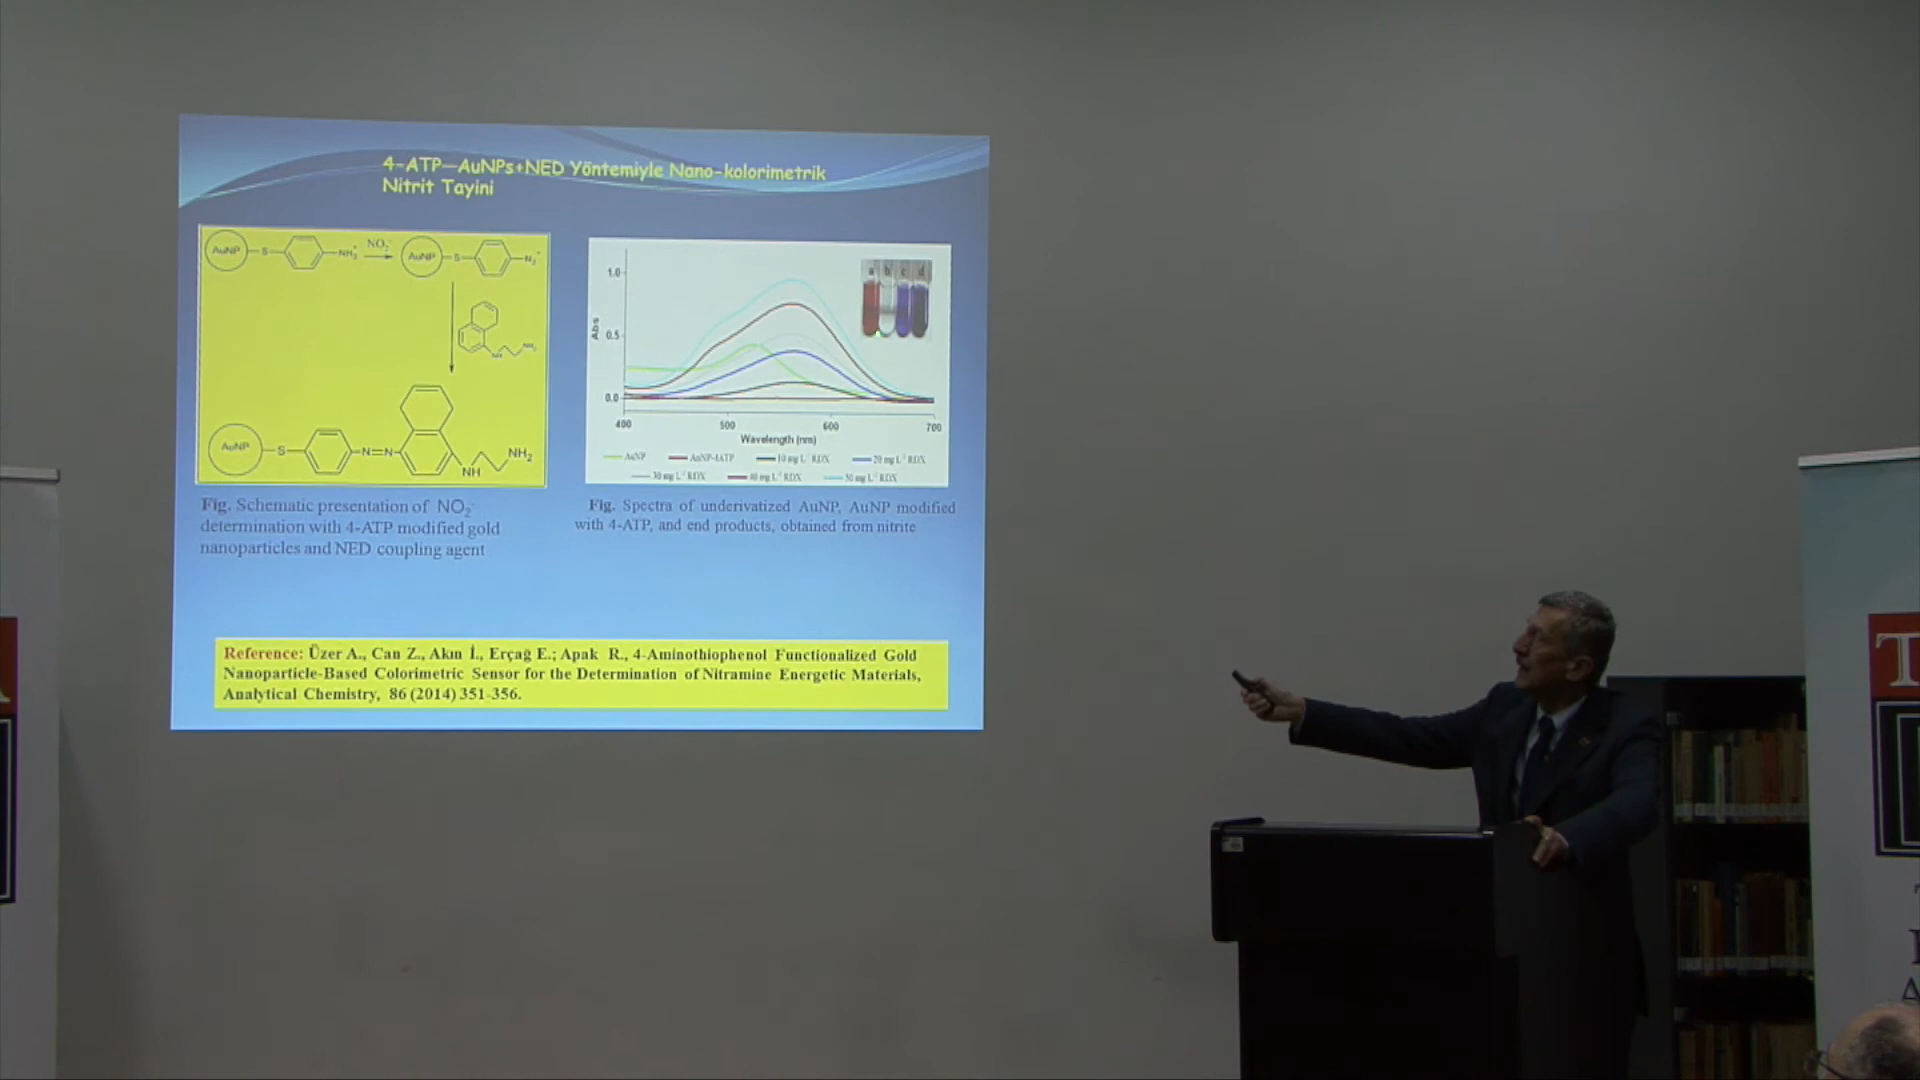 4-ATP—AuNPs+NED Yöntemiyle Nano-kolorimetrik
Nitrit Tayini
AuNP S NH3+ NO2- AuNP S N2+
NH NH2
AuNP S N=N NH NH2
Fig. Schematic presentation of NO2-
determination with 4-ATP modified gold
nanoparticles and NED coupling agent
a b c d
1.0
0.5
0.0
Abs
400 500 600 700
Wavelength (nm)
AuNP AuNP-4ATP 10 mg L-1 RDX 20 mg L-1 RDX
30 mg L-1 RDX 40 mg L-1 RDX 50 mg L-1 RDX
Fig. Spectra of underivatized AuNP, AuNP modified
with 4-ATP, and end products, obtained from nitrite
Reference: Üzer A., Can Z., Akın İ., Erçağ E.; Apak R., 4-Aminothiophenol Functionalized Gold
Nanoparticle-Based Colorimetric Sensor for the Determination of Nitramine Energetic Materials,
Analytical Chemistry, 86 (2014) 351-356.